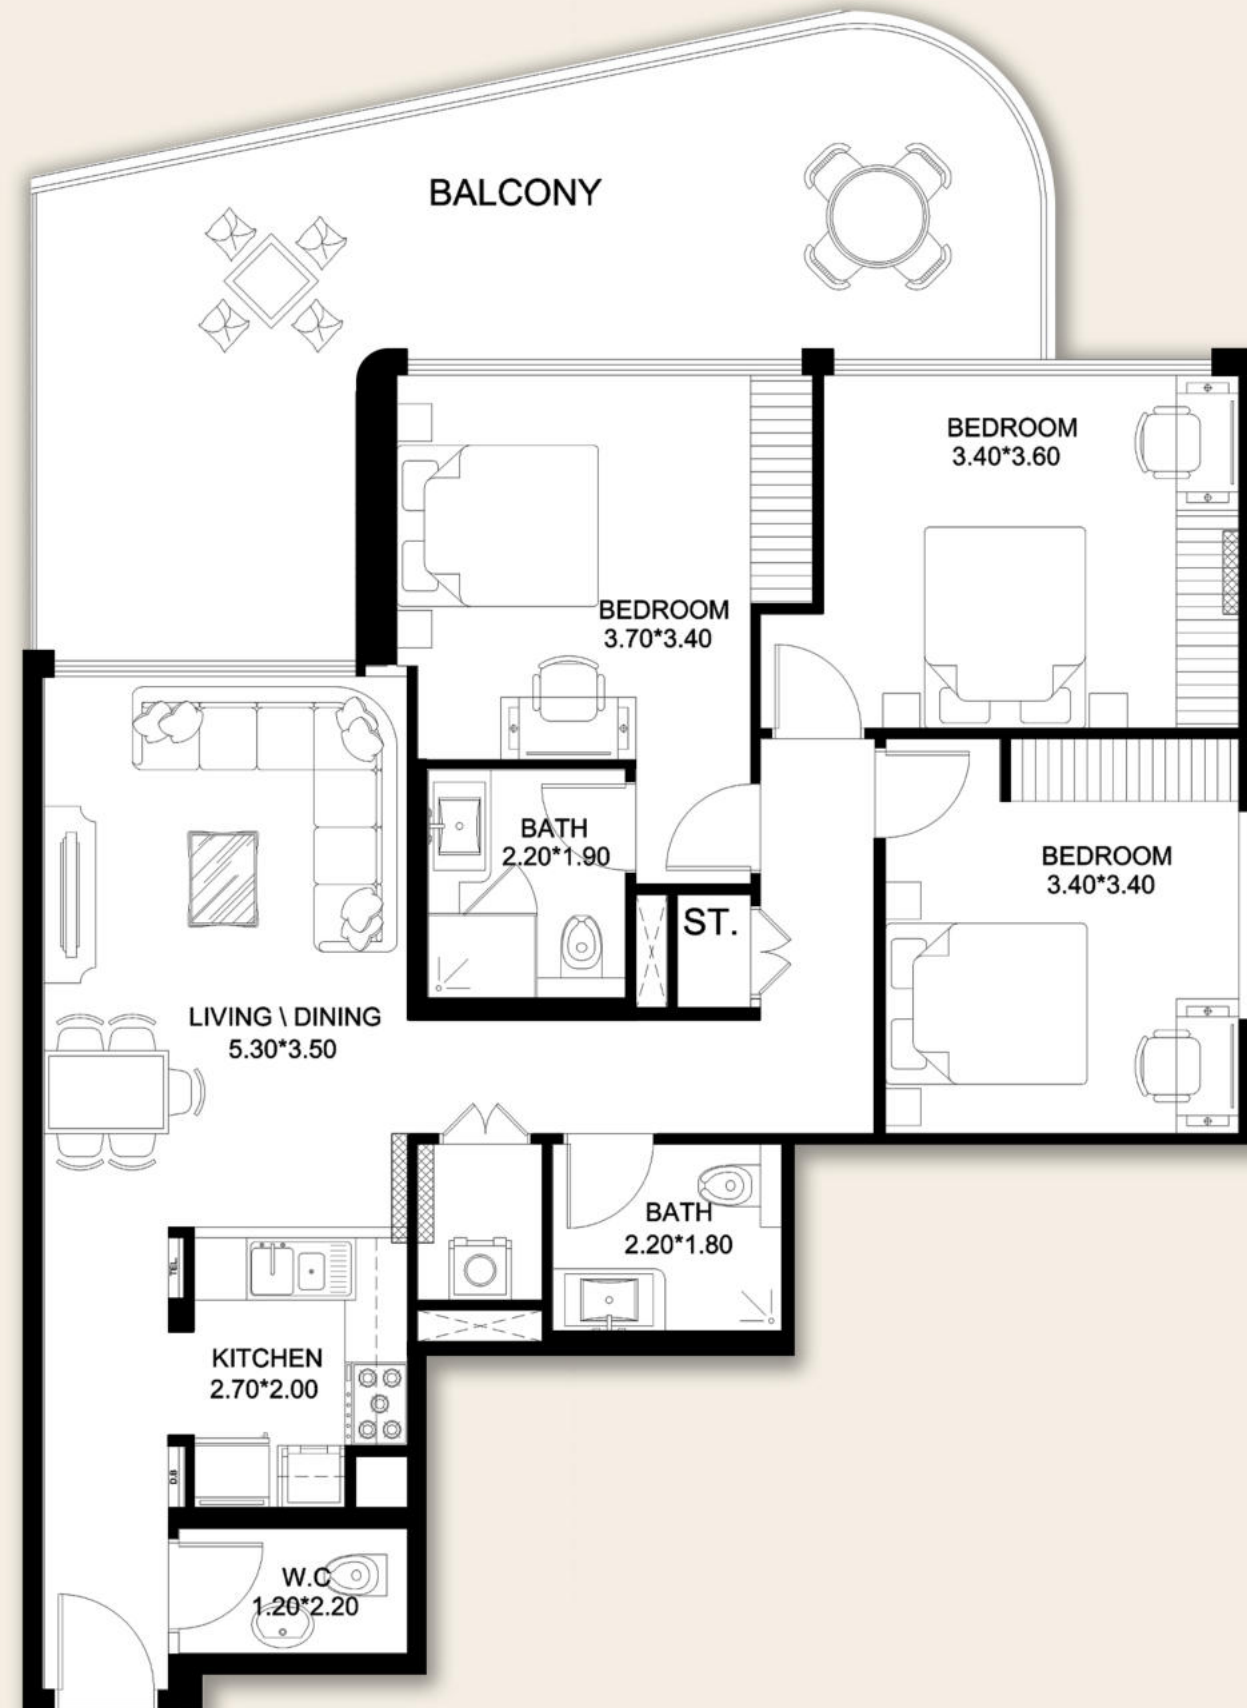 BALCONY
BEDROOM
3.40*3.60
BEDROOM
3.70*3.40
BATH
2.20*1.90
BEDROOM
3.40*3.40
ST.
LIVING \ DINING
5.30*3.50
BATH
2.20*1.80
TEL.
KITCHEN
2.70*2.00
D.B
W.C
1.20*2.20